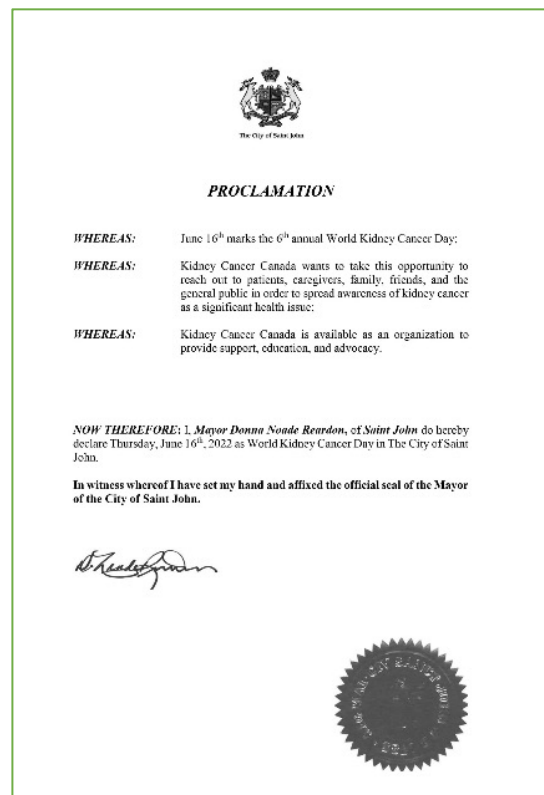 The City of Saint John
PROCLAMATION
WHEREAS: June 16th marks the 6th annual World Kidney Cancer Day;
WHEREAS: Kidney Cancer Canada wants to take this opportunity to
reach out to patients, caregivers, family, friends, and the
general public in order to spread awareness of kidney cancer
as a significant health issue;
WHEREAS: Kidney Cancer Canada is available as an organization to
provide support, education, and advocacy.
NOW THEREFORE: I, Mayor Donna Noade Reardon, of Saint John do hereby
declare Thursday, June 16th, 2022 as World Kidney Cancer Day in The City of Saint
John.
In witness whereof I have set my hand and affixed the official seal of the Mayor
of the City of Saint John.